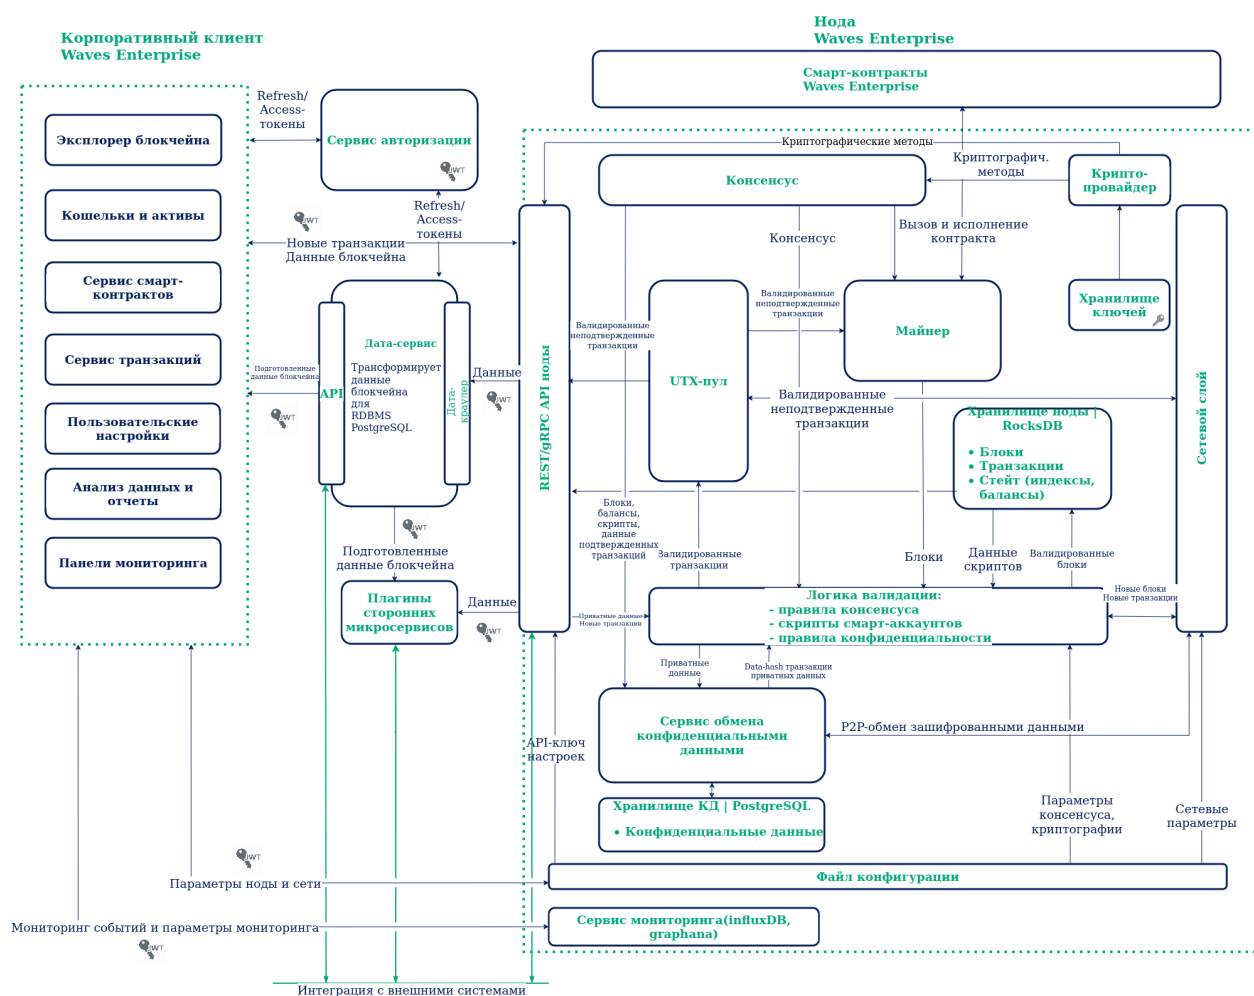 Корпоративный клиент
Waves Enterprise
Нода
Waves Enterprise
Смарт-контракты
Waves Enterprise
Эксплорер блокчейна
Кошельки и активы
Сервис смарт-
контрактов
Сервис транзакций
Пользовательские
настройки
Анализ данных и
отчеты
Панели мониторинга
Refresh/
Access-
токены
Сервис авторизации
JWT
Refresh/
Access-
токены
JWT
Новые транзакции
Данные блокчейна
Подготовленные
данные блокчейна
JWT
API
Дата-сервис
Трансформирует
данные
блокчейна
для
RDBMS
PostgreSQL
Дата-
краулер
Данные
JWT
JWT
Подготовленные
данные блокчейна
Плагины
сторонних
микросервисов
Данные
JWT
REST/gRPC API ноды
Криптографические методы
Консенсус
Криптографич.
методы
Крипто-
провайдер
Хранилище
ключей
Сетевой слой
Консенсус
Вызов и исполнение
контракта
Валидированные
неподтвержденные
транзакции
Валидированные
неподтвержденные
транзакции
UTX-пул
Майнер
Валидированные
неподтвержденные
транзакции
Хранилище ноды |
RocksDB
• Блоки
• Транзакции
• Стейт (индексы,
балансы)
Блоки,
балансы,
скрипты,
данные
подтвержденных
транзакций
Валидированные
транзакции
Блоки
Данные
скриптов
Валидированные
блоки
Новые блоки
Новые транзакции
Приватные данные
Новые транзакции
Логика валидации:
- правила консенсуса
- скрипты смарт-аккаунтов
- правила конфиденциальности
Приватные
данные
Data-hash транзакции
приватных данных
Сервис обмена
конфиденциальными
данными
P2P-обмен зашифрованными данными
API-ключ
настроек
Хранилище КД | PostgreSQL
• Конфиденциальные данные
Параметры
консенсуса,
криптографии
Сетевые
параметры
JWT
Параметры ноды и сети
Файл конфигурации
Мониторинг событий и параметры мониторинга
JWT
Сервис мониторинга(influxDB,
graphana)
Интеграция с внешними системами